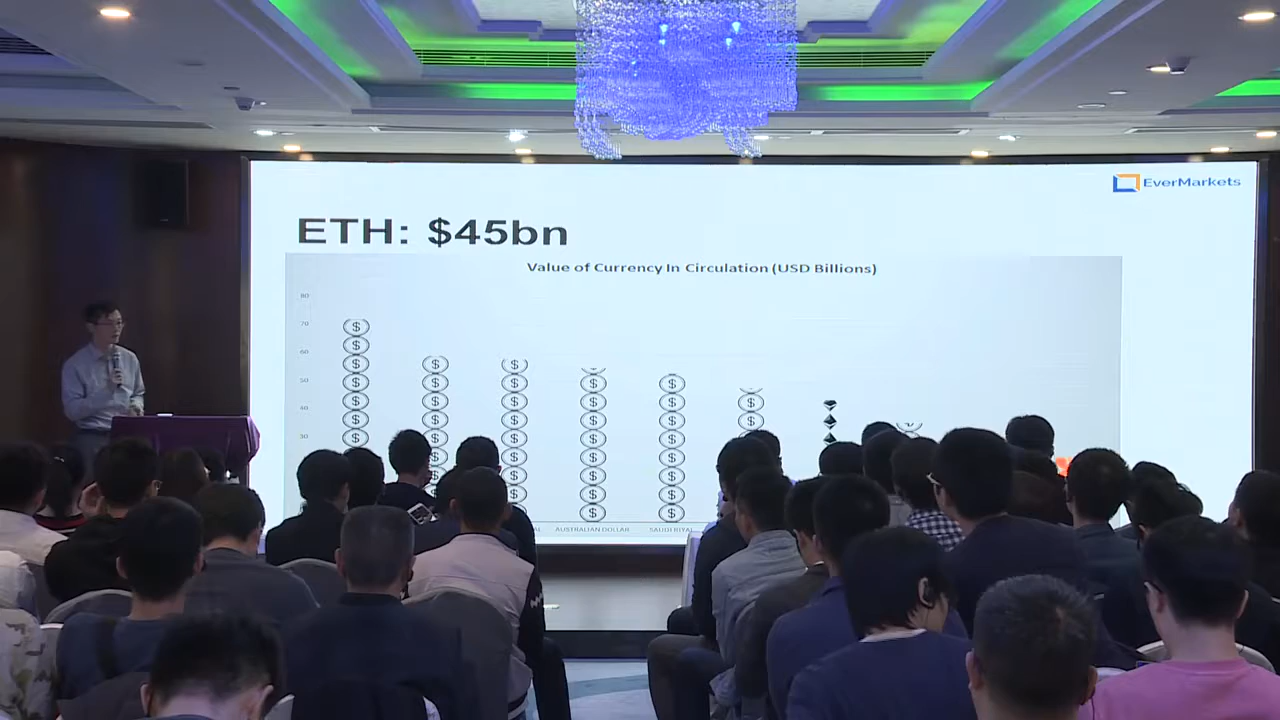 EverMarkets
ETH: $45bn
Value of Currency In Circulation (USD Billions)
80
70
60
50
40
30
AUSTRALIAN DOLLAR
SAUDI RIYAL